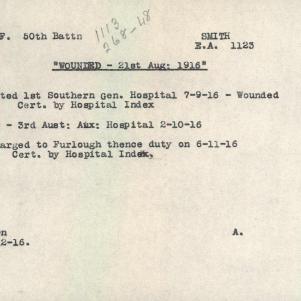 F. 50th Battn
1113
268-48
SMITH
E.A. 1123
"WOUNDED - 21st Aug: 1916"
ted 1st Southern gen. Hospital 7-9-16 - Wounded
Cert. by Hospital Index
- 3rd Aust: Aux: Hospital 2-10-16
arged to Furlough thence duty on 6-11-16
Cert. by Hospital Index,
n
A.
2-16.